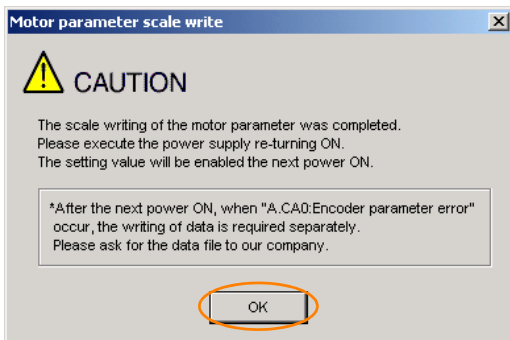 Motor parameter scale write
CAUTION
The scale writing of the motor parameter was completed.
Please execute the power supply re-turning ON.
The setting value will be enabled the next power ON.
*After the next power ON, when "A.CA0:Encoder parameter error"
occur, the writing of data is required separately.
Please ask for the data file to our company.
OK